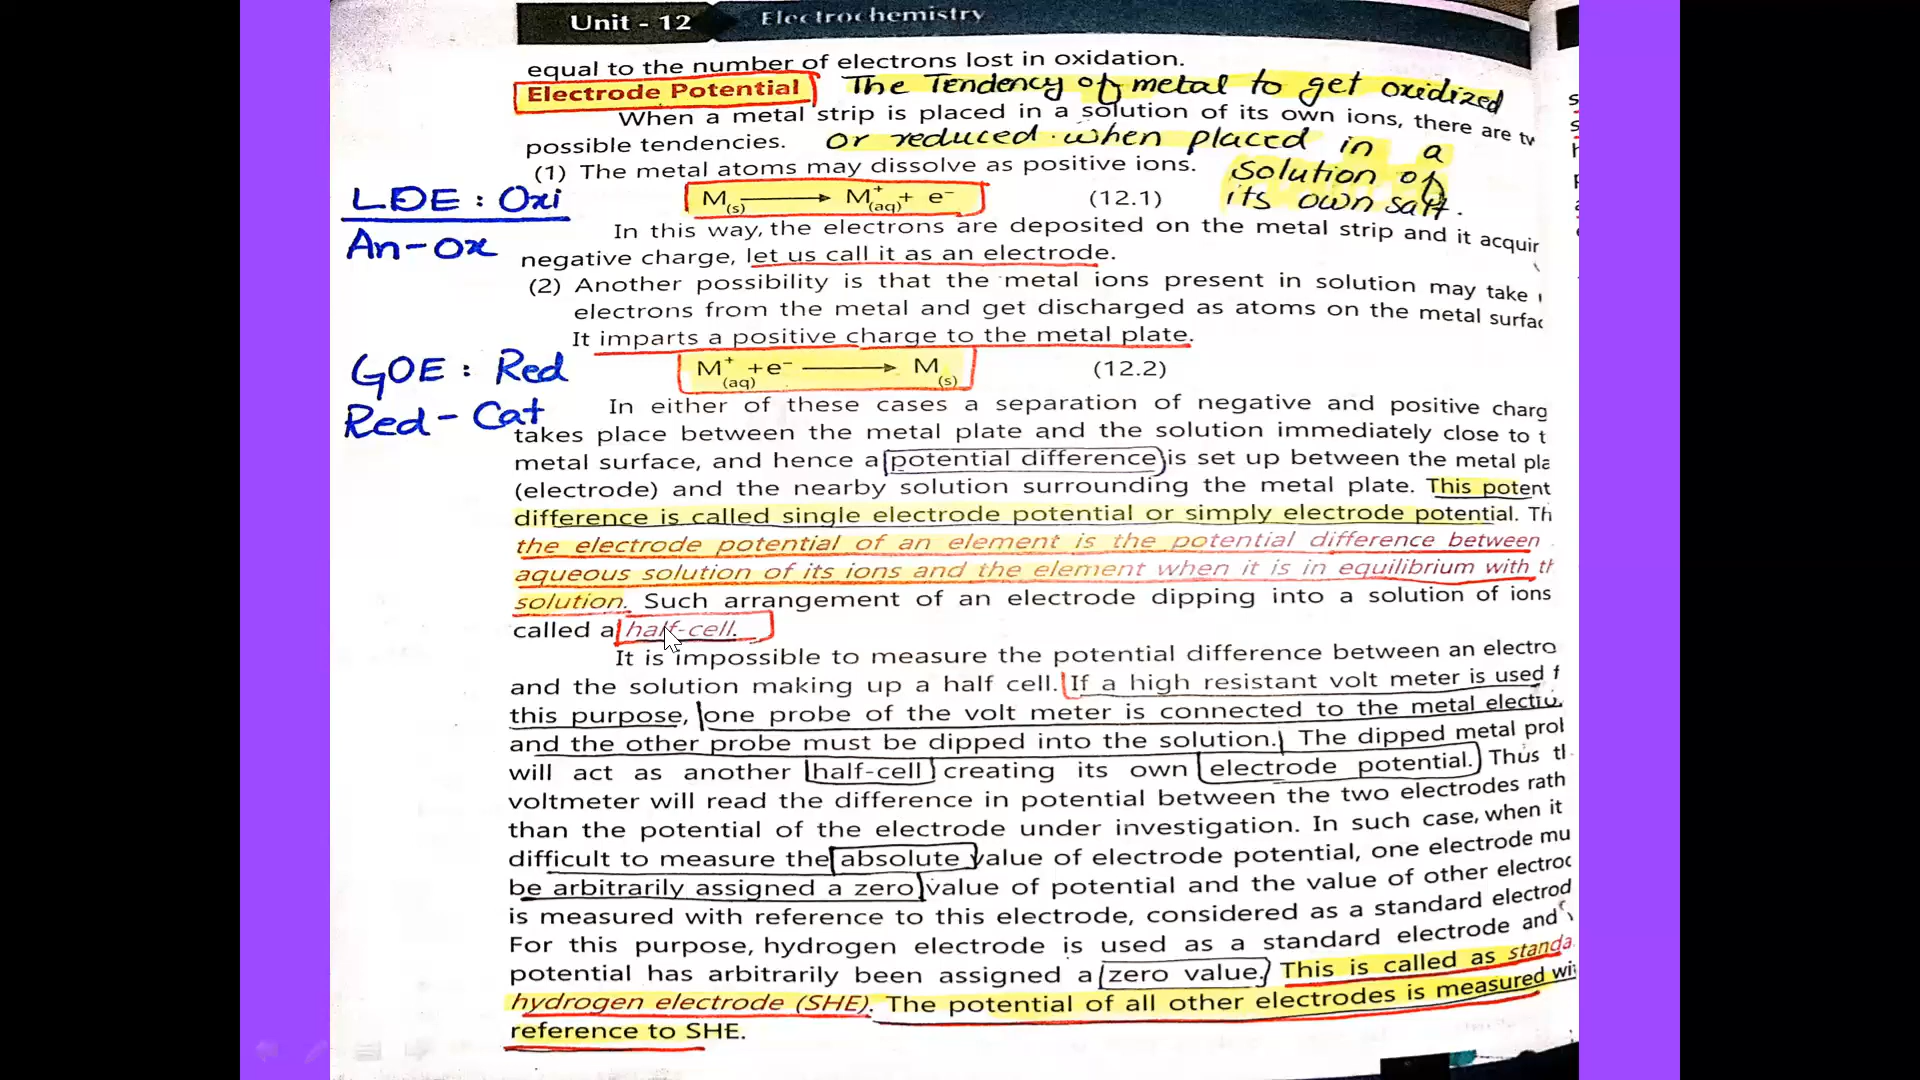 Unit - 12 Electrochemistry
equal to the number of electrons lost in oxidation.
Electrode Potential The Tendency of metal to get oxidized
When a metal strip is placed in a solution of its own ions, there are tw
possible tendencies. Or reduced when placed in a
(1) The metal atoms may dissolve as positive ions. Solution of
LOE : Oxi M(s) ⟶ M⁺(aq) + e⁻ (12.1) its own salt.
An-Ox
In this way, the electrons are deposited on the metal strip and it acquir
negative charge, let us call it as an electrode.
(2) Another possibility is that the metal ions present in solution may take
electrons from the metal and get discharged as atoms on the metal surfac
It imparts a positive charge to the metal plate.
GOE : Red M⁺(aq) + e⁻ ⟶ M(s) (12.2)
Red-Cat
In either of these cases a separation of negative and positive charg
takes place between the metal plate and the solution immediately close to t
metal surface, and hence a potential difference is set up between the metal pla
(electrode) and the nearby solution surrounding the metal plate. This potent
difference is called single electrode potential or simply electrode potential. Th
the electrode potential of an element is the potential difference between
aqueous solution of its ions and the element when it is in equilibrium with th
solution. Such arrangement of an electrode dipping into a solution of ions
called a half-cell.
It is impossible to measure the potential difference between an electro
and the solution making up a half cell. If a high resistant volt meter is used f
this purpose, one probe of the volt meter is connected to the metal electro
and the other probe must be dipped into the solution. The dipped metal prob
will act as another half-cell creating its own electrode potential. Thus th
voltmeter will read the difference in potential between the two electrodes rath
than the potential of the electrode under investigation. In such case, when it
difficult to measure the absolute value of electrode potential, one electrode mu
be arbitrarily assigned a zero value of potential and the value of other electrod
is measured with reference to this electrode, considered as a standard electrod
For this purpose, hydrogen electrode is used as a standard electrode and
potential has arbitrarily been assigned a zero value. This is called as standa
hydrogen electrode (SHE). The potential of all other electrodes is measured wi
reference to SHE.